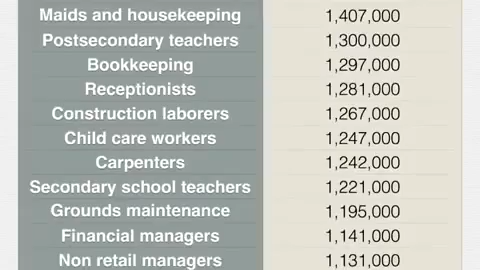 Maids and housekeeping 1,407,000
Postsecondary teachers 1,300,000
Bookkeeping 1,297,000
Receptionists 1,281,000
Construction laborers 1,267,000
Child care workers 1,247,000
Carpenters 1,242,000
Secondary school teachers 1,221,000
Grounds maintenance 1,195,000
Financial managers 1,141,000
Non retail managers 1,131,000